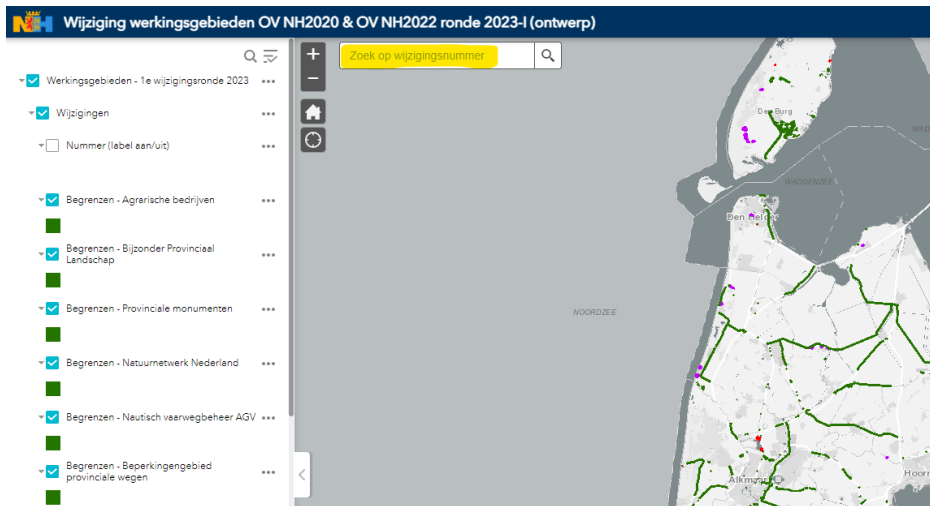 NH
Wijziging werkingsgebieden OV NH2020 & OV NH2022 ronde 2023-I (ontwerp)
Zoek op wijzigingsnummer
Werkingsgebieden - 1e wijzigingsronde 2023
Wijzigingen
Nummer (label aan/uit)
Begrenzen - Agrarische bedrijven
Begrenzen - Bijzonder Provinciaal
Landschap
Begrenzen - Provinciale monumenten
Begrenzen - Natuurnetwerk Nederland
Begrenzen - Nautisch vaarwegbeheer AGV
Begrenzen - Beperkingengebied
provinciale wegen
Den Burg
WAD
WADDENZEE
Den Helder
NOORDZEE
Alkmaar
Hoorn